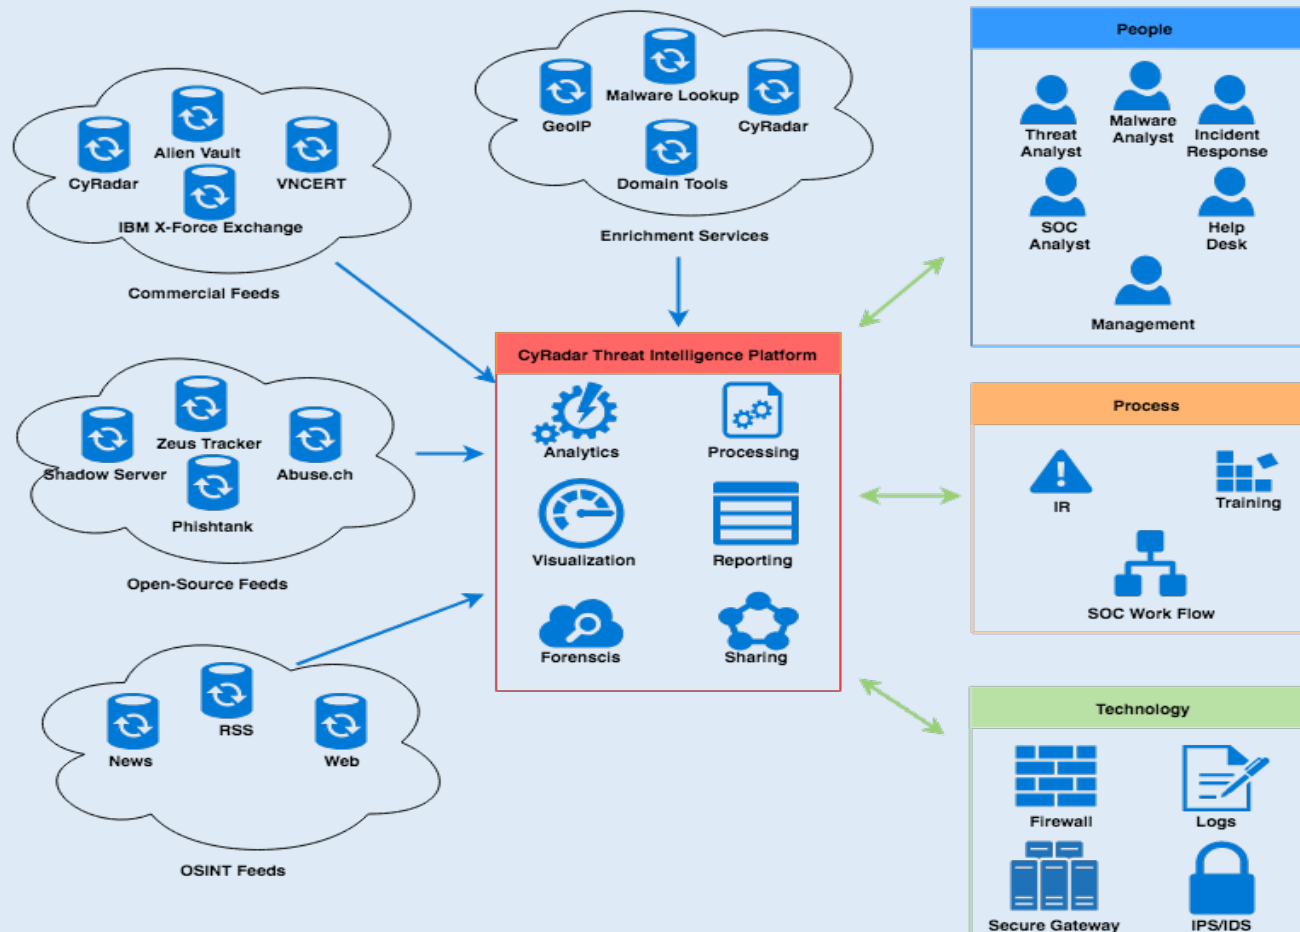 Alien Vault
CyRadar
VNCERT
IBM X-Force Exchange
Commercial Feeds
Malware Lookup
GeoIP
CyRadar
Domain Tools
Enrichment Services
Shadow Server
Zeus Tracker
Abuse.ch
Phishtank
Open-Source Feeds
News
RSS
Web
OSINT Feeds
CyRadar Threat Intelligence Platform
Analytics
Processing
Visualization
Reporting
Forenscis
Sharing
People
Threat
Analyst
Malware
Analyst
Incident
Response
SOC
Analyst
Help
Desk
Management
Process
IR
Training
SOC Work Flow
Technology
Firewall
Logs
Secure Gateway
IPS/IDS